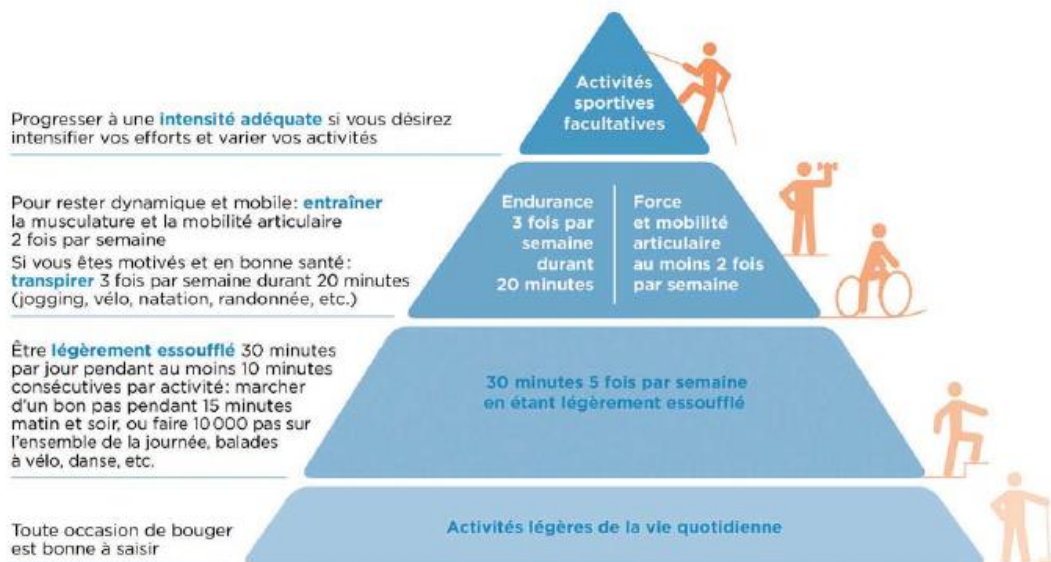 Activités
sportives
facultatives
Progresser à une intensité adéquate si vous désirez
intensifier vos efforts et varier vos activités
Pour rester dynamique et mobile: entraîner
la musculature et la mobilité articulaire
2 fois par semaine
Si vous êtes motivés et en bonne santé:
transpirer 3 fois par semaine durant 20 minutes
(jogging, vélo, natation, randonnée, etc.)
Endurance
3 fois par
semaine
durant
20 minutes
Force
et mobilité
articulaire
au moins 2 fois
par semaine
Être légèrement essoufflé 30 minutes
par jour pendant au moins 10 minutes
consécutives par activité: marcher
d'un bon pas pendant 15 minutes
matin et soir, ou faire 10 000 pas sur
l'ensemble de la journée, balades
à vélo, danse, etc.
30 minutes 5 fois par semaine
en étant légèrement essoufflé
Toute occasion de bouger
est bonne à saisir
Activités légères de la vie quotidienne